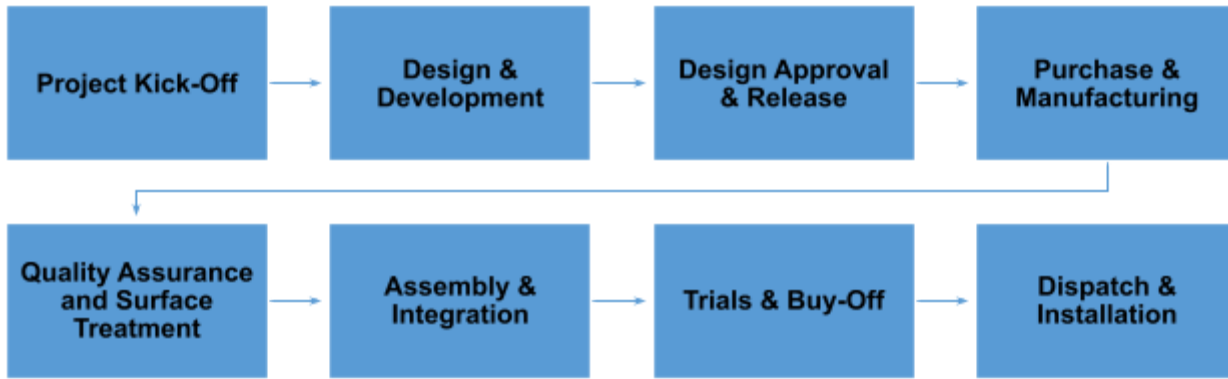 Project Kick-Off
Design &
Development
Design Approval
& Release
Purchase &
Manufacturing
Quality Assurance
and Surface
Treatment
Assembly &
Integration
Trials & Buy-Off
Dispatch &
Installation